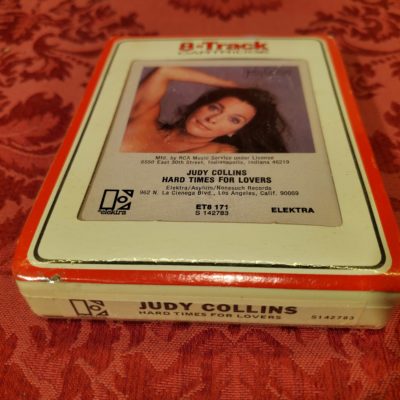 8-Track
CARTRIDGE
Mfd. by RCA Music Service under License
6550 East 30th Street, Indianapolis, Indiana 46219
JUDY COLLINS
HARD TIMES FOR LOVERS
Elektra/Asylum/Nonesuch Records
962 N. La Cienega Blvd., Los Angeles, Calif. 90069
elektra
ET8 171
S 142783
ELEKTRA
JUDY COLLINS
HARD TIMES FOR LOVERS
S142783